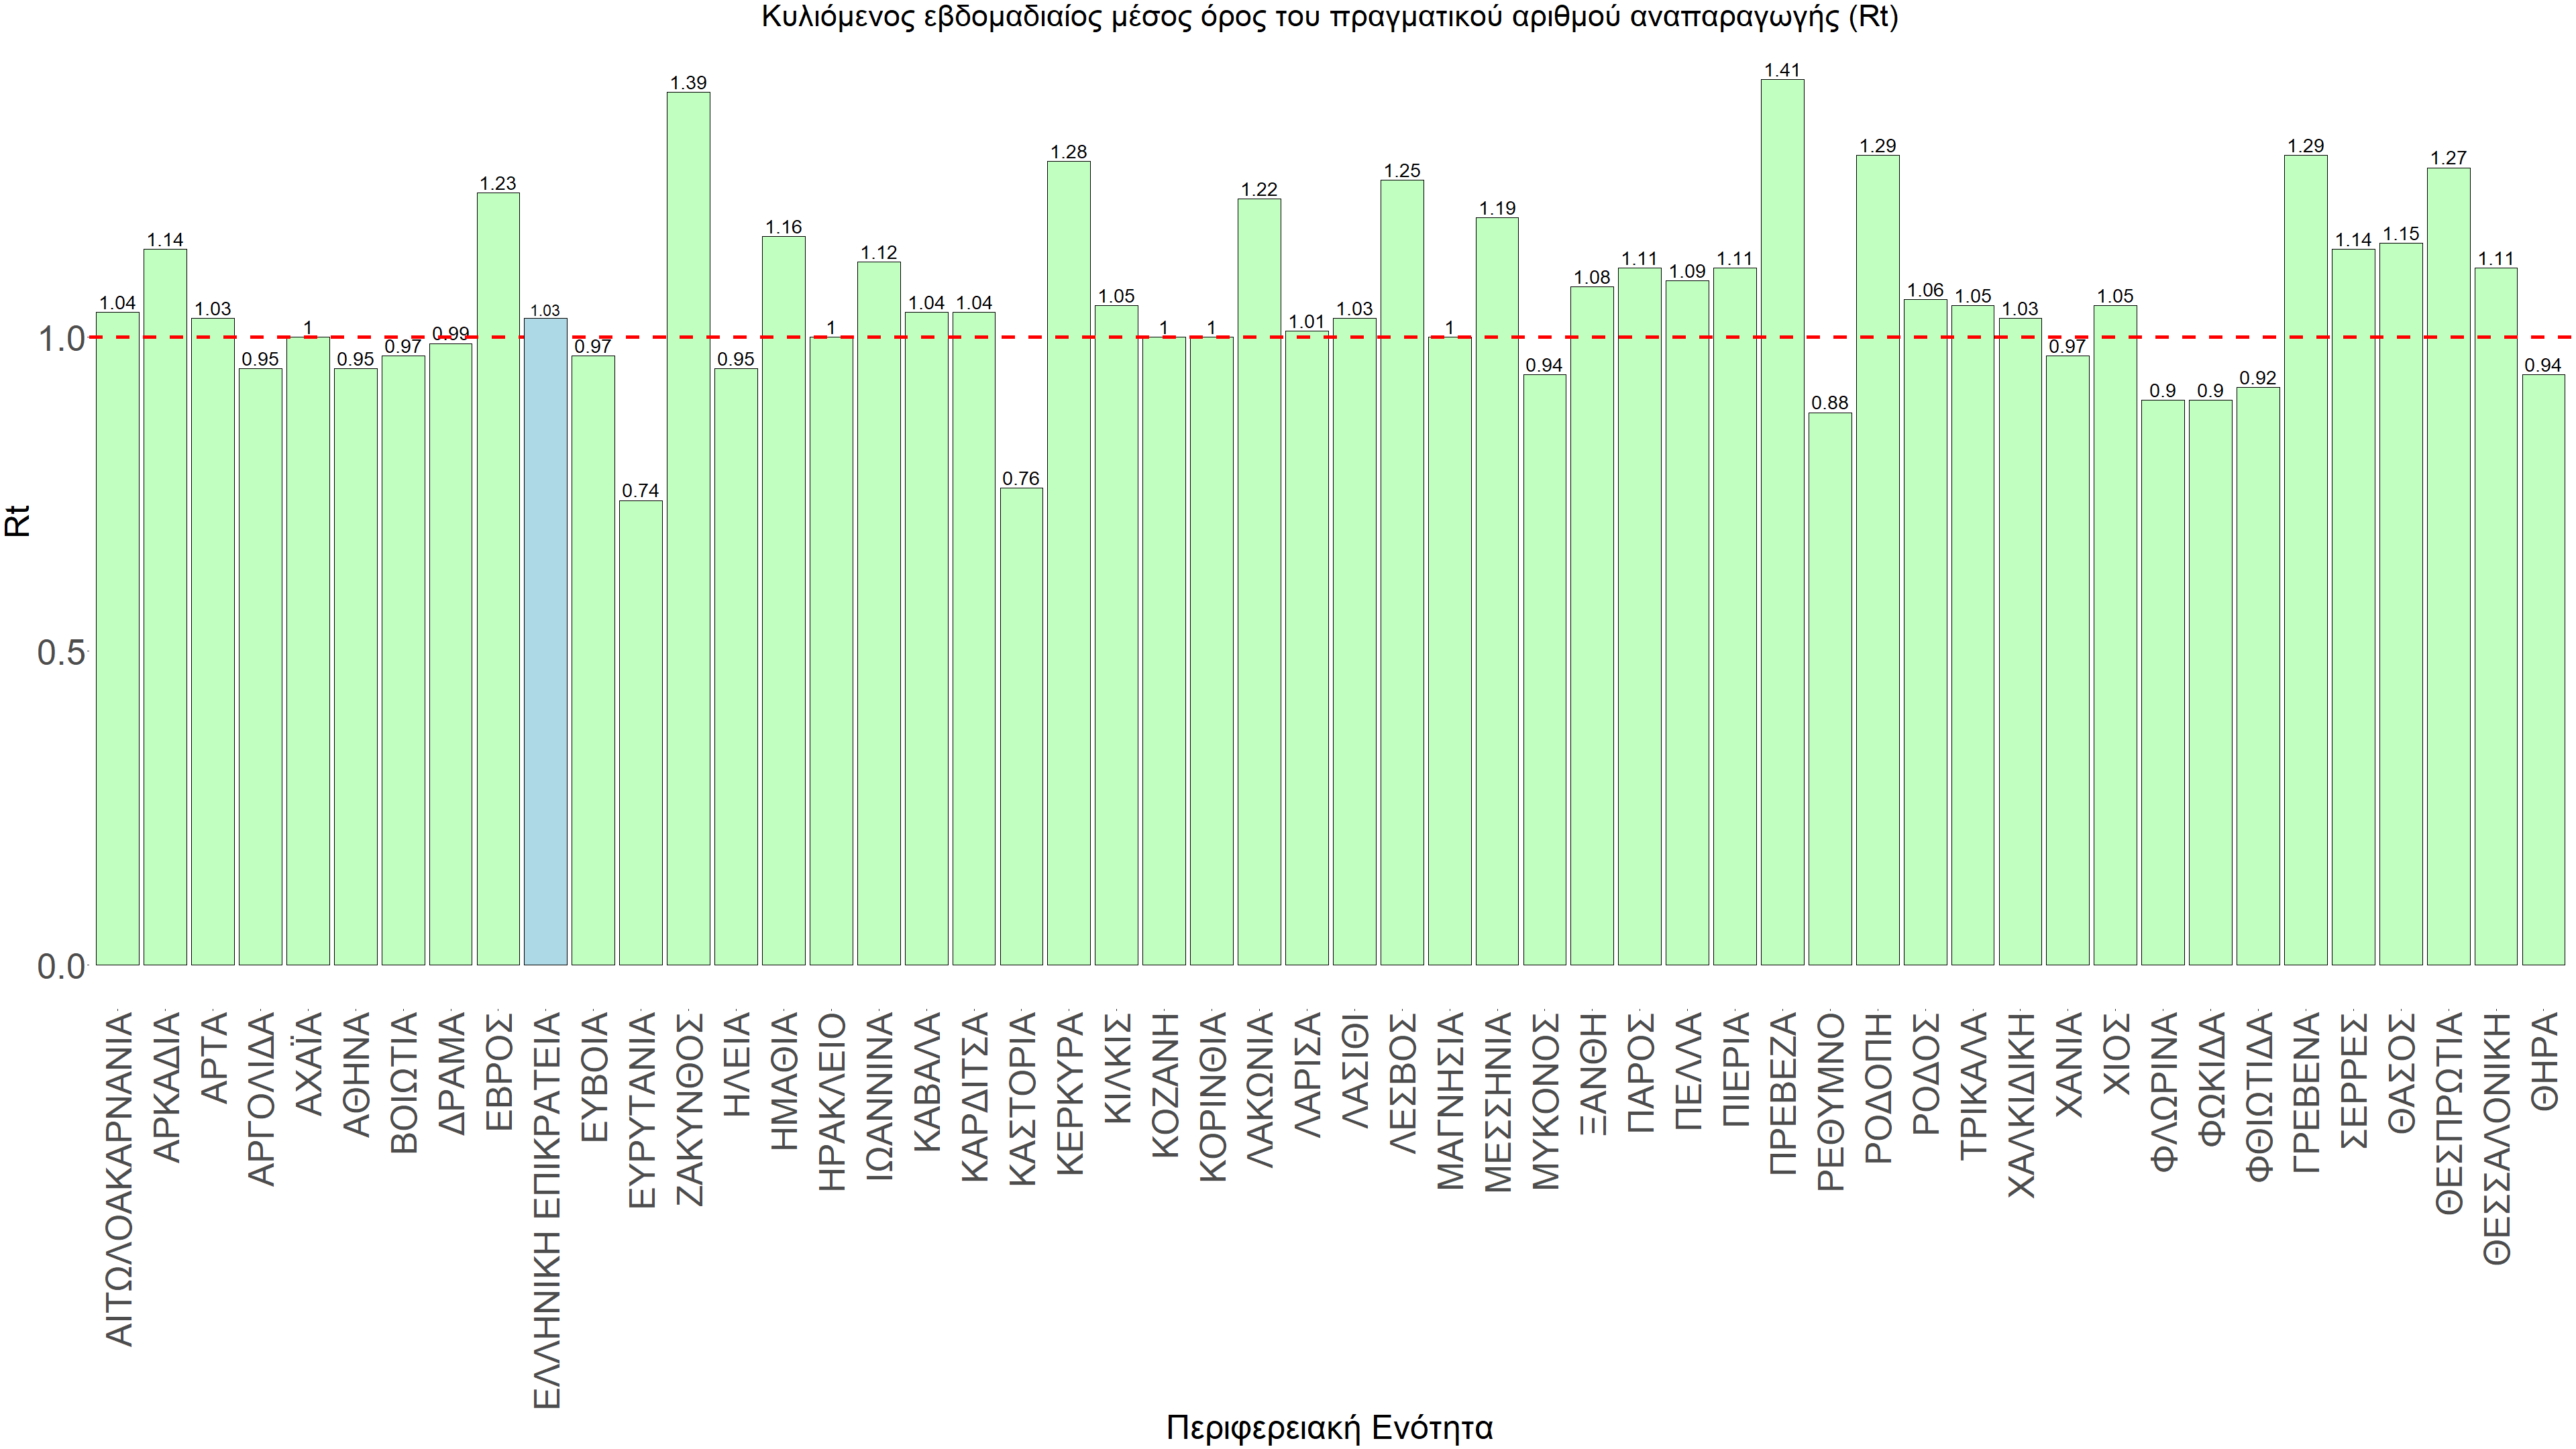 Κυλιόμενος εβδομαδιαίος μέσος όρος του πραγματικού αριθμού αναπαραγωγής (Rt)
Rt
1.0
0.5
0.0
1.04
1.14
1.03
0.95
1
0.95
0.97
0.99
1.23
1.03
0.97
0.74
1.39
0.95
1.16
1
1.12
1.04
1.04
0.76
1.28
1.05
1
1
1.22
1.01
1.03
1.25
1
1.19
0.94
1.08
1.11
1.09
1.11
1.41
0.88
1.29
1.06
1.05
1.03
0.97
1.05
0.9
0.9
0.92
1.29
1.14
1.15
1.27
1.11
0.94
ΑΙΤΩΛΟΑΚΑΡΝΑΝΙΑ
ΑΡΚΑΔΙΑ
ΑΡΤΑ
ΑΡΓΟΛΙΔΑ
ΑΧΑΪΑ
ΑΘΗΝΑ
ΒΟΙΩΤΙΑ
ΔΡΑΜΑ
ΕΒΡΟΣ
ΕΛΛΗΝΙΚΗ ΕΠΙΚΡΑΤΕΙΑ
ΕΥΒΟΙΑ
ΕΥΡΥΤΑΝΙΑ
ΖΑΚΥΝΘΟΣ
ΗΛΕΙΑ
ΗΜΑΘΙΑ
ΗΡΑΚΛΕΙΟ
ΙΩΑΝΝΙΝΑ
ΚΑΒΑΛΑ
ΚΑΡΔΙΤΣΑ
ΚΑΣΤΟΡΙΑ
ΚΕΡΚΥΡΑ
ΚΙΛΚΙΣ
ΚΟΖΑΝΗ
ΚΟΡΙΝΘΙΑ
ΛΑΚΩΝΙΑ
ΛΑΡΙΣΑ
ΛΑΣΙΘΙ
ΛΕΣΒΟΣ
ΜΑΓΝΗΣΙΑ
ΜΕΣΣΗΝΙΑ
ΜΥΚΟΝΟΣ
ΞΑΝΘΗ
ΠΑΡΟΣ
ΠΕΛΛΑ
ΠΙΕΡΙΑ
ΠΡΕΒΕΖΑ
ΡΕΘΥΜΝΟ
ΡΟΔΟΠΗ
ΡΟΔΟΣ
ΤΡΙΚΑΛΑ
ΧΑΛΚΙΔΙΚΗ
ΧΑΝΙΑ
ΧΙΟΣ
ΦΛΩΡΙΝΑ
ΦΩΚΙΔΑ
ΦΘΙΩΤΙΔΑ
ΓΡΕΒΕΝΑ
ΣΕΡΡΕΣ
ΘΑΣΟΣ
ΘΕΣΠΡΩΤΙΑ
ΘΕΣΣΑΛΟΝΙΚΗ
ΘΗΡΑ
Περιφερειακή Ενότητα